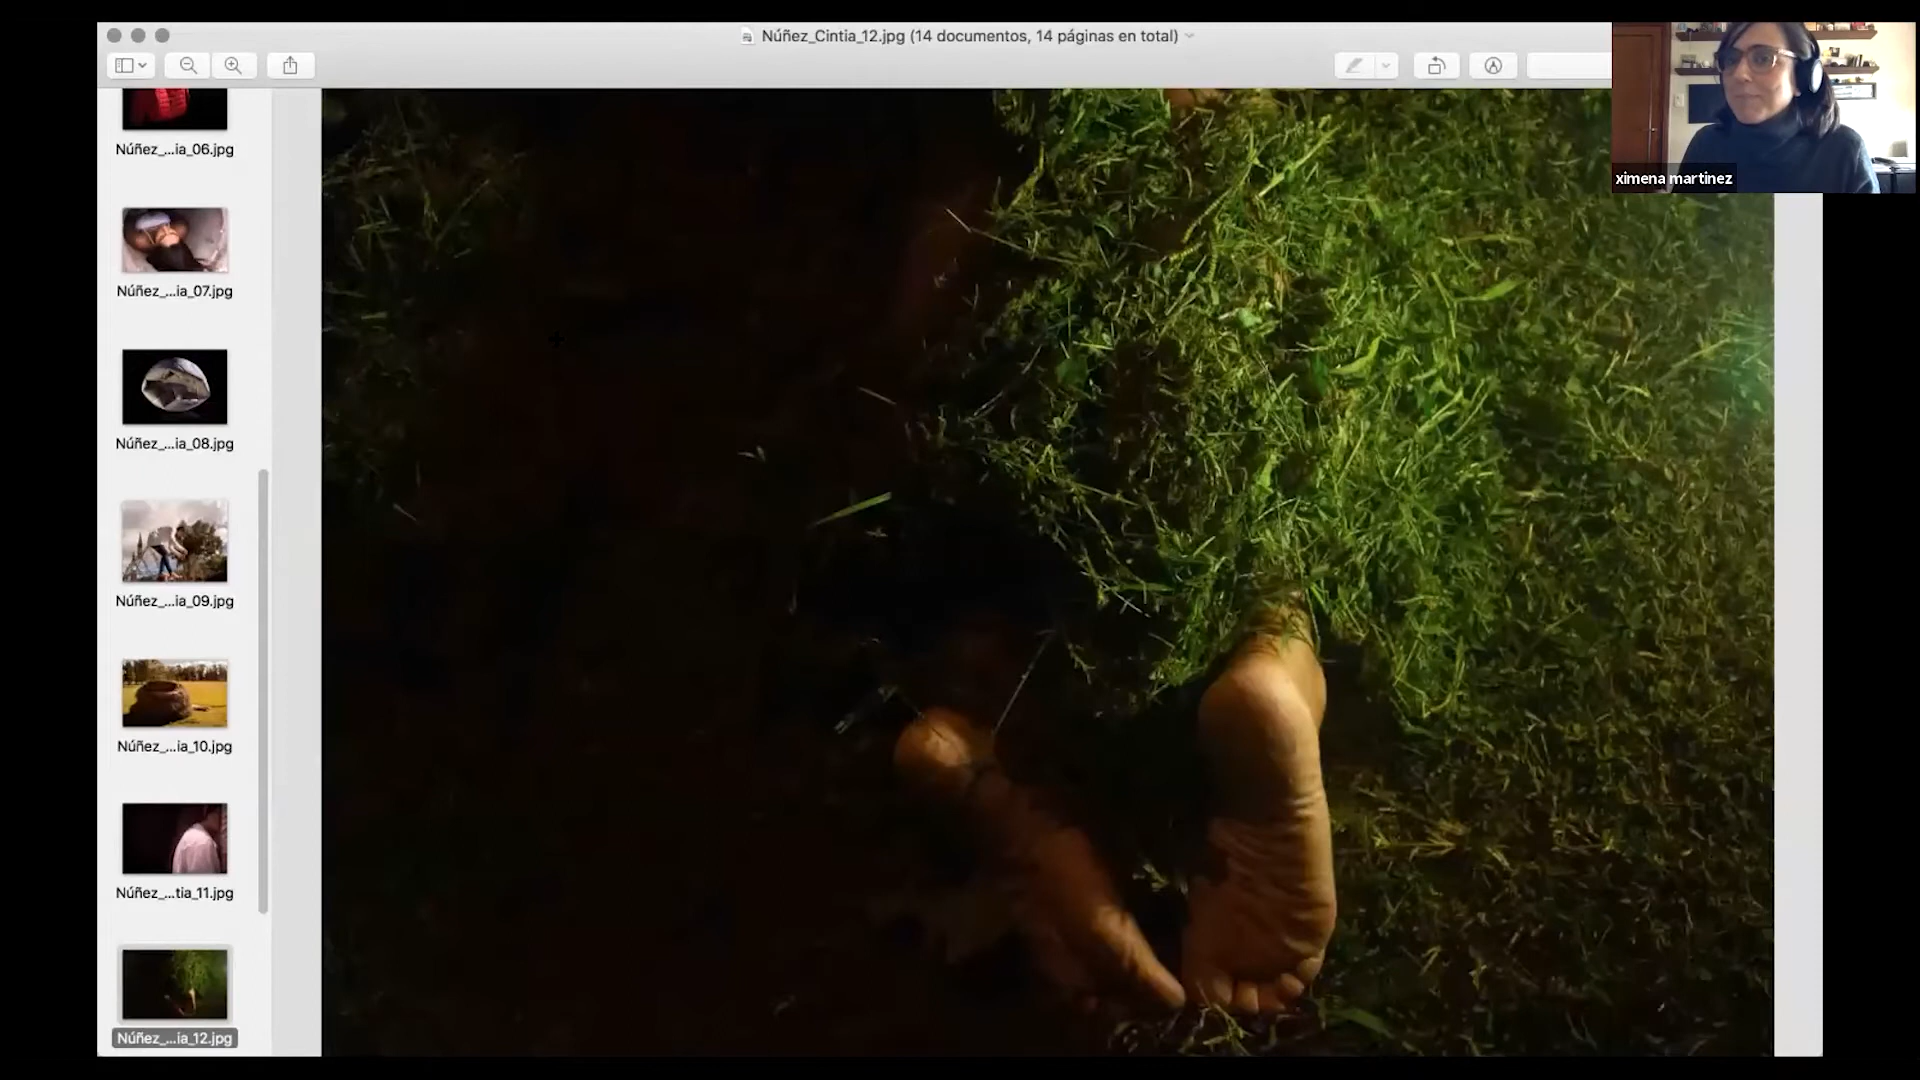 Núñez_Cintia_12.jpg (14 documentos, 14 páginas en total)
ximena martinez
Núñez_...ia_06.jpg
Núñez_...ia_07.jpg
Núñez_...ia_08.jpg
Núñez_...ia_09.jpg
Núñez_...ia_10.jpg
Núñez_...tia_11.jpg
Núñez_...ia_12.jpg